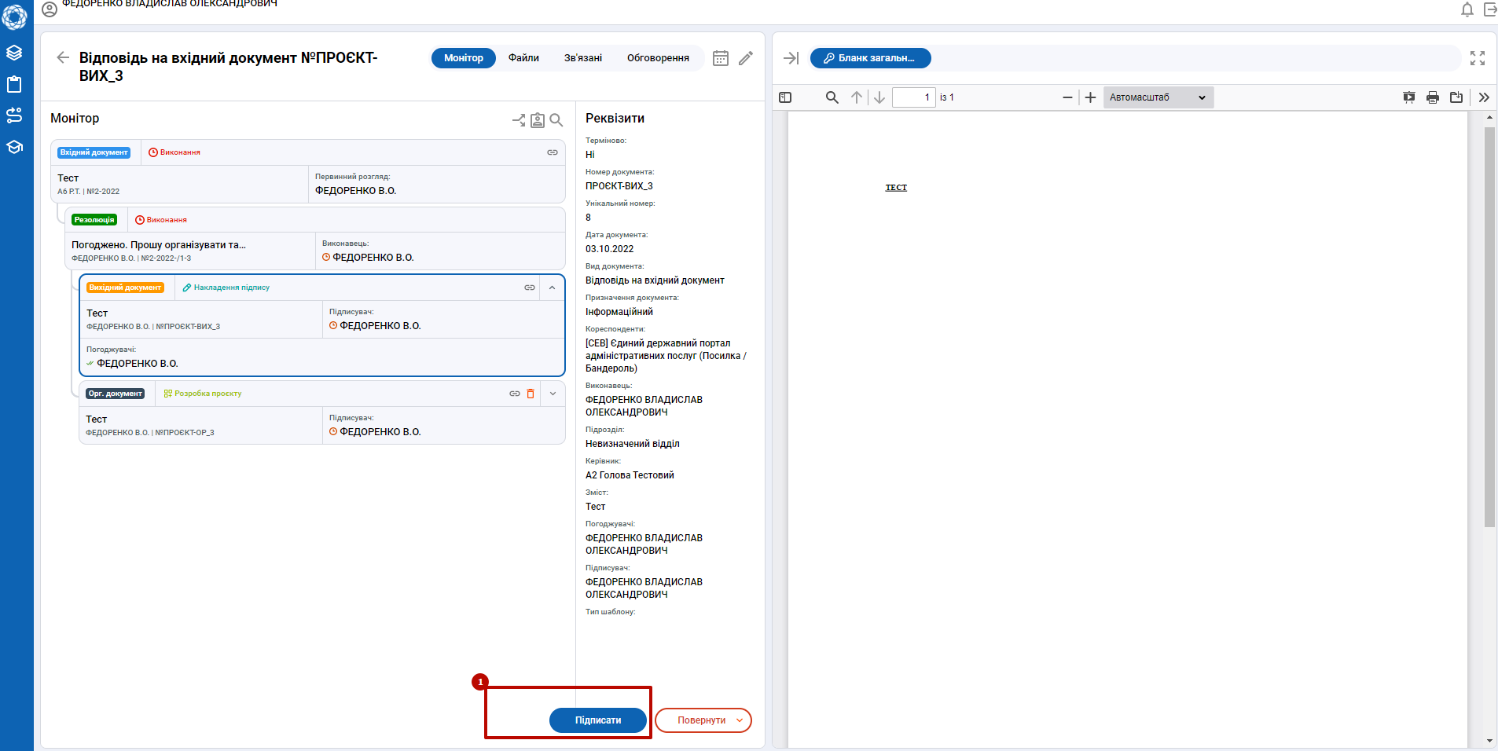 ФЕДОРЕНКО ВЛАДИСЛАВ ОЛЕКСАНДРОВИЧ
Відповідь на вхідний документ №ПРОЄКТ-
ВИХ_3
Монітор
Файли
Зв'язані
Обговорення
Монітор
Вхідний документ
Виконання
Тест
А6 Р.Т. | №2-2022
Первинний розгляд:
ФЕДОРЕНКО В.О.
Резолюція
Виконання
Погоджено. Прошу організувати та...
ФЕДОРЕНКО В.О. | №2-2022-/1-3
Виконавець:
ФЕДОРЕНКО В.О.
Вихідний документ
Накладення підпису
Тест
ФЕДОРЕНКО В.О. | №ПРОЄКТ-ВИХ_3
Підписувач:
ФЕДОРЕНКО В.О.
Погоджувачі:
ФЕДОРЕНКО В.О.
Орг. документ
Розробка проєкту
Тест
ФЕДОРЕНКО В.О. | №ПРОЄКТ-ОР_3
Підписувач:
ФЕДОРЕНКО В.О.
Реквізити
Терміново:
Ні
Номер документа:
ПРОЄКТ-ВИХ_3
Унікальний номер:
8
Дата документа:
03.10.2022
Вид документа:
Відповідь на вхідний документ
Призначення документа:
Інформаційний
Кореспонденти:
[СЕВ] Єдиний державний портал
адміністративних послуг (Посилка /
Бандероль)
Виконавець:
ФЕДОРЕНКО ВЛАДИСЛАВ
ОЛЕКСАНДРОВИЧ
Підрозділ:
Невизначений відділ
Керівник:
А2 Голова Тестовий
Зміст:
Тест
Погоджувачі:
ФЕДОРЕНКО ВЛАДИСЛАВ
ОЛЕКСАНДРОВИЧ
Підписувач:
ФЕДОРЕНКО ВЛАДИСЛАВ
ОЛЕКСАНДРОВИЧ
Тип шаблону:
1
Підписати
Повернути
Бланк загальн...
1 із 1
Автомасштаб
ТЕСТ